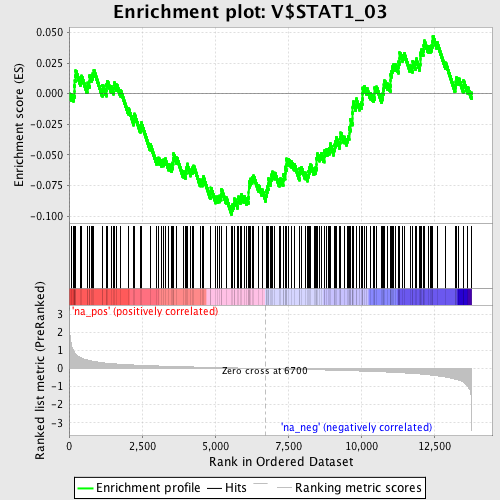 Enrichment plot: V$STAT1_03
Enrichment score (ES)
0.050
0.025
0.000
-0.025
-0.050
-0.075
-0.100
Ranked list metric (PreRanked)
'na_pos' (positively correlated)
3
2
1
0
-1
-2
-3
Zero cross at 6700
'na_neg' (negatively correlated)
0
2,500
5,000
7,500
10,000
12,500
Rank in Ordered Dataset
Enrichment profile
Hits
Ranking metric scores